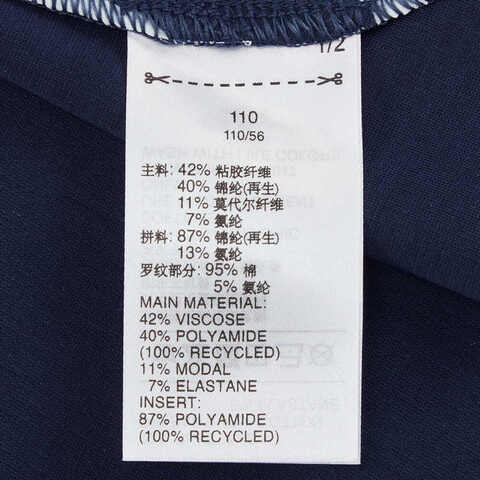 1/2
110
110/56
主料: 42% 粘胶纤维
40% 锦纶(再生)
11% 莫代尔纤维
7% 氨纶
拼料: 87% 锦纶(再生)
13% 氨纶
罗纹部分: 95% 棉
5% 氨纶
MAIN MATERIAL:
42% VISCOSE
40% POLYAMIDE
(100% RECYCLED)
11% MODAL
7% ELASTANE
INSERT:
87% POLYAMIDE
(100% RECYCLED)